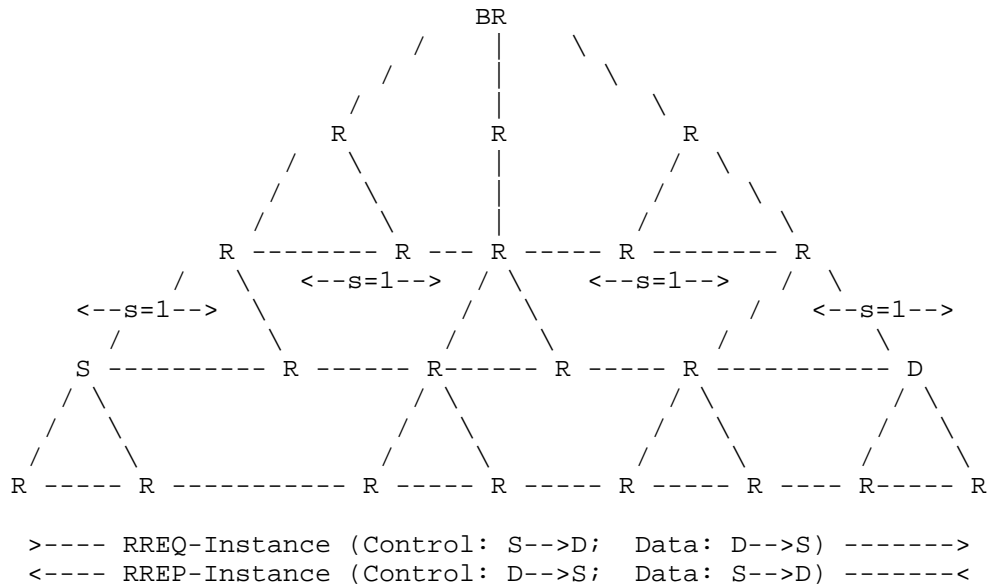 BR
R R R
R -------- R --- R ----- R -------- R
<--s=1--> <--s=1-->
<--s=1--> <--s=1-->
S ---------- R ------ R----- R ----- R ----------- D
R ----- R ----------- R ----- R ----- R ----- R ---- R----- R
>---- RREQ-Instance (Control: S-->D; Data: D-->S) ------->
<---- RREP-Instance (Control: D-->S; Data: S-->D) -------<